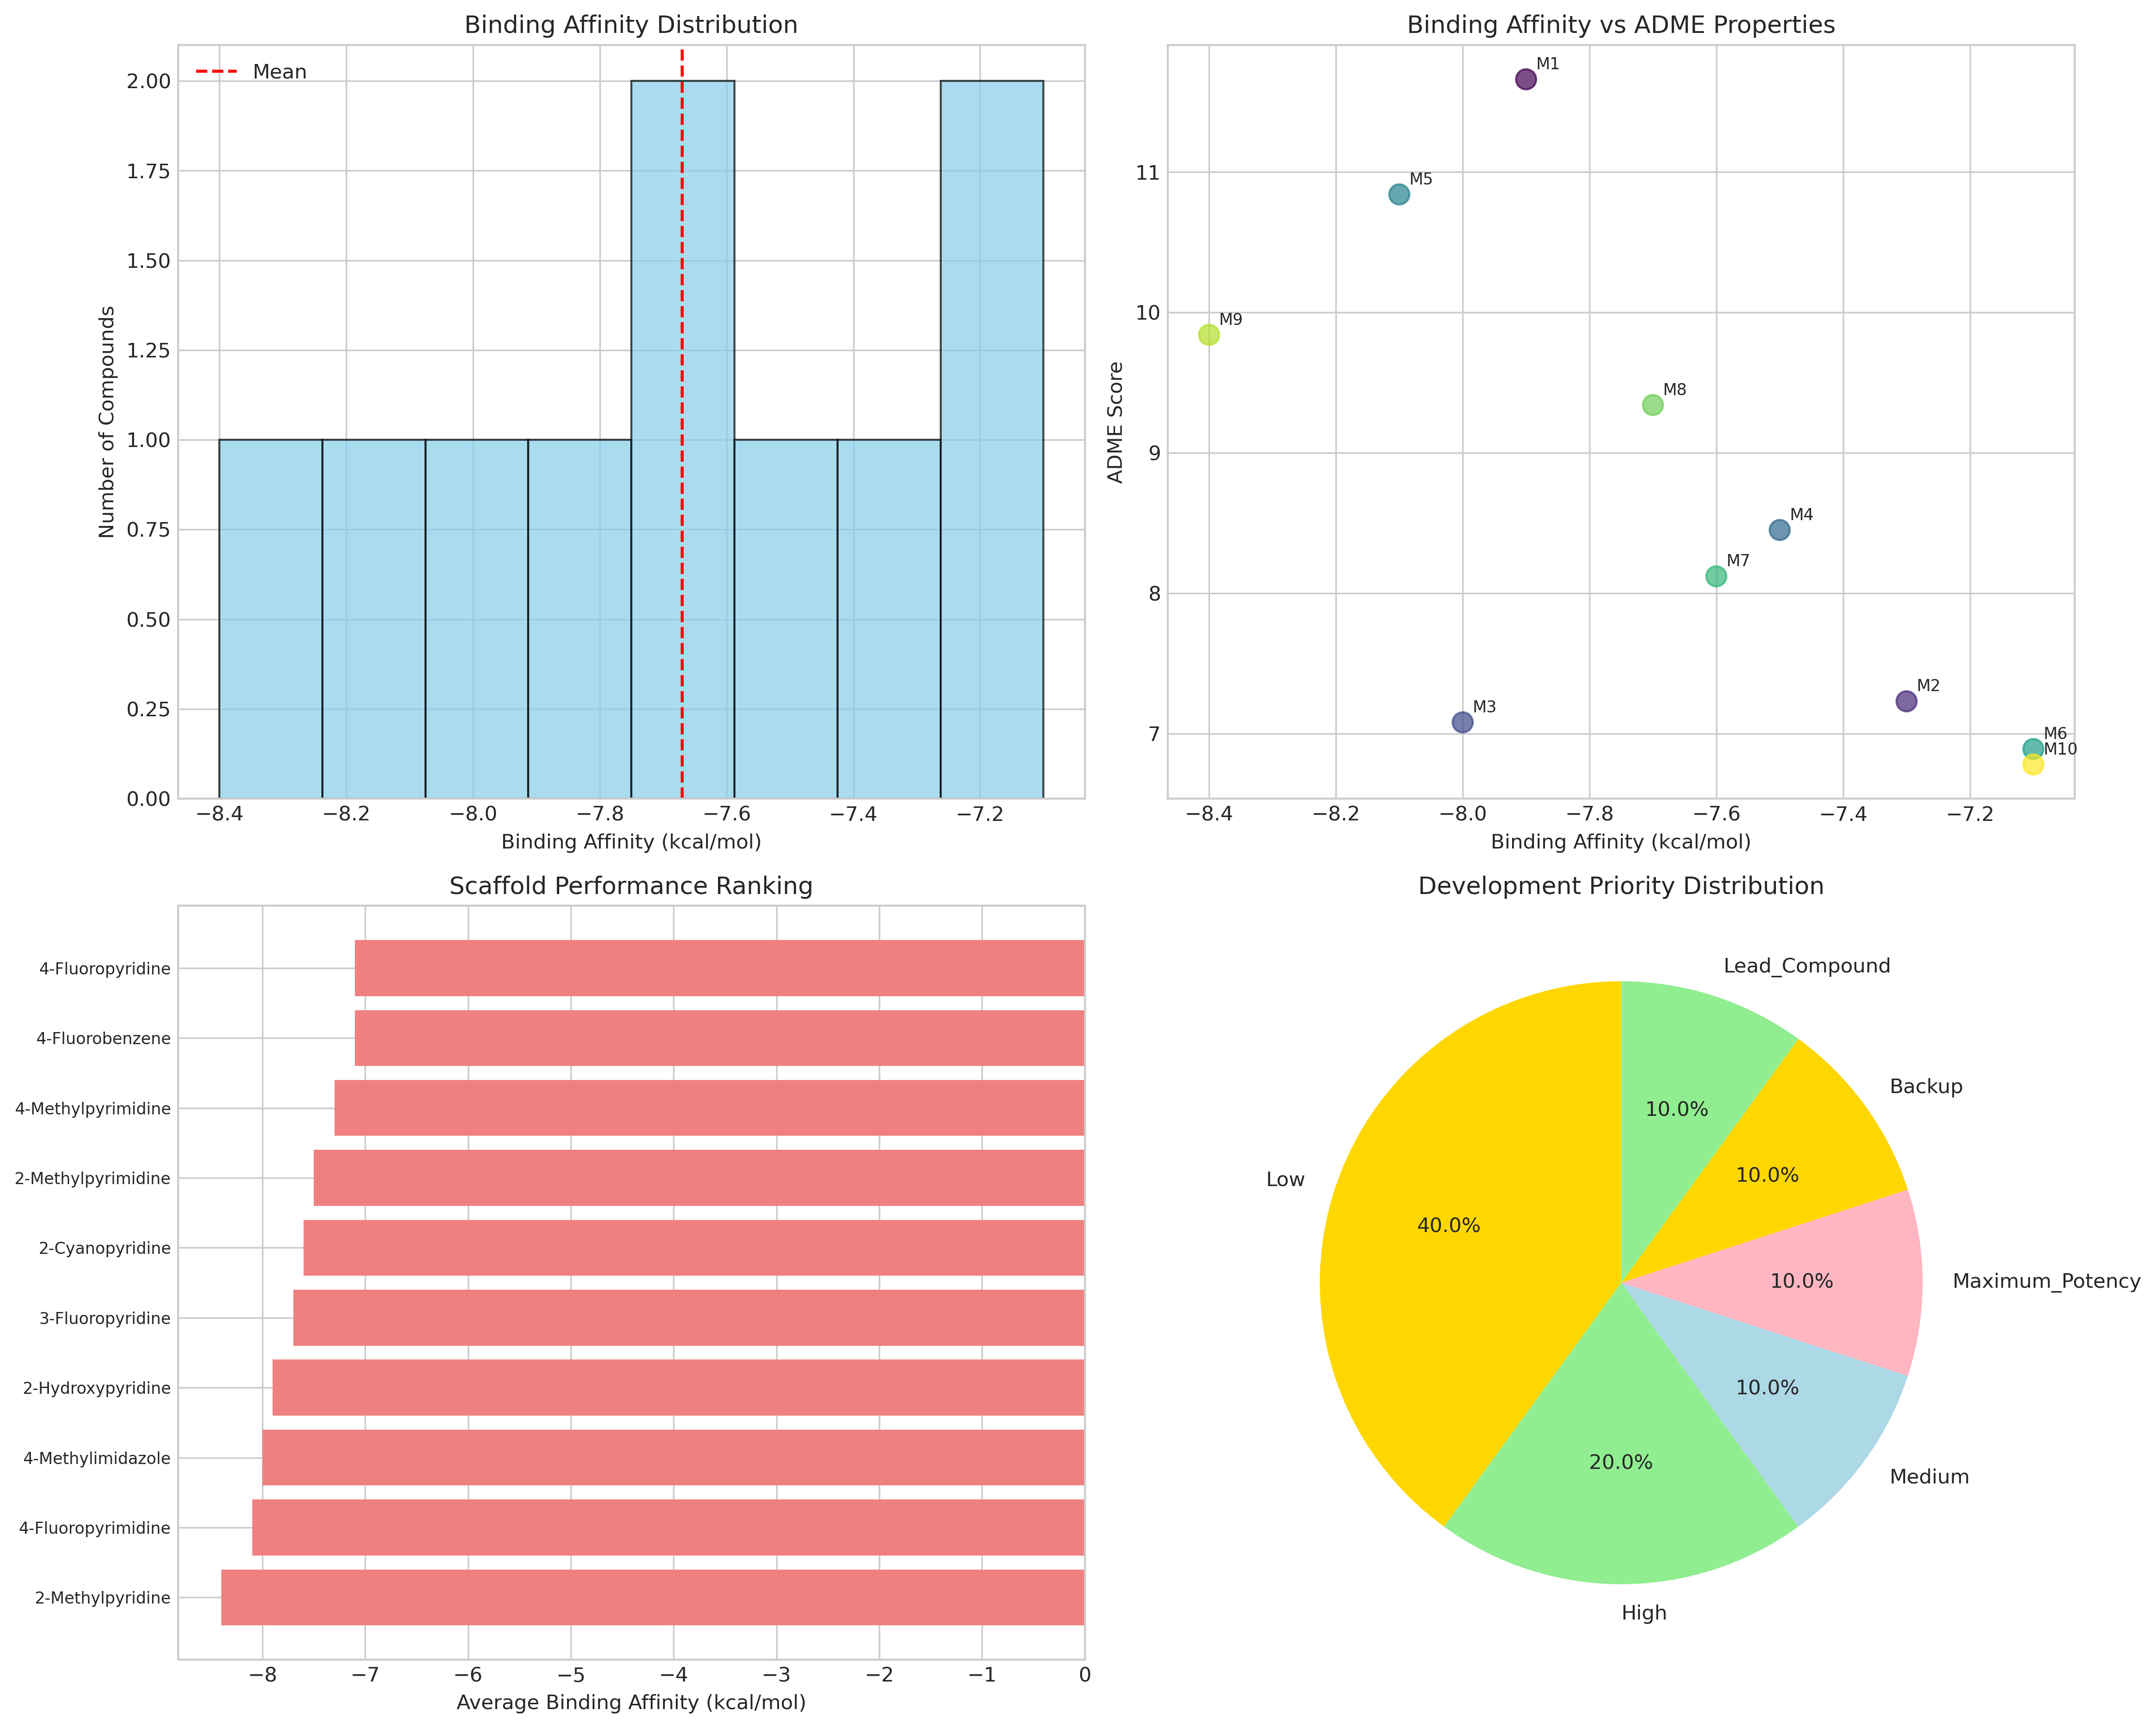 Binding Affinity Distribution
Mean
Number of Compounds
2.00
1.75
1.50
1.25
1.00
0.75
0.50
0.25
0.00
−8.4 −8.2 −8.0 −7.8 −7.6 −7.4 −7.2
Binding Affinity (kcal/mol)
Binding Affinity vs ADME Properties
ADME Score
11
10
9
8
7
M1
M5
M9
M8
M4
M7
M2
M3
M6
M10
−8.4 −8.2 −8.0 −7.8 −7.6 −7.4 −7.2
Binding Affinity (kcal/mol)
Scaffold Performance Ranking
4-Fluoropyridine
4-Fluorobenzene
4-Methylpyrimidine
2-Methylpyrimidine
2-Cyanopyridine
3-Fluoropyridine
2-Hydroxypyridine
4-Methylimidazole
4-Fluoropyrimidine
2-Methylpyridine
−8 −7 −6 −5 −4 −3 −2 −1 0
Average Binding Affinity (kcal/mol)
Development Priority Distribution
Lead_Compound
10.0%
Backup
10.0%
Maximum_Potency
10.0%
Medium
10.0%
High
20.0%
Low
40.0%